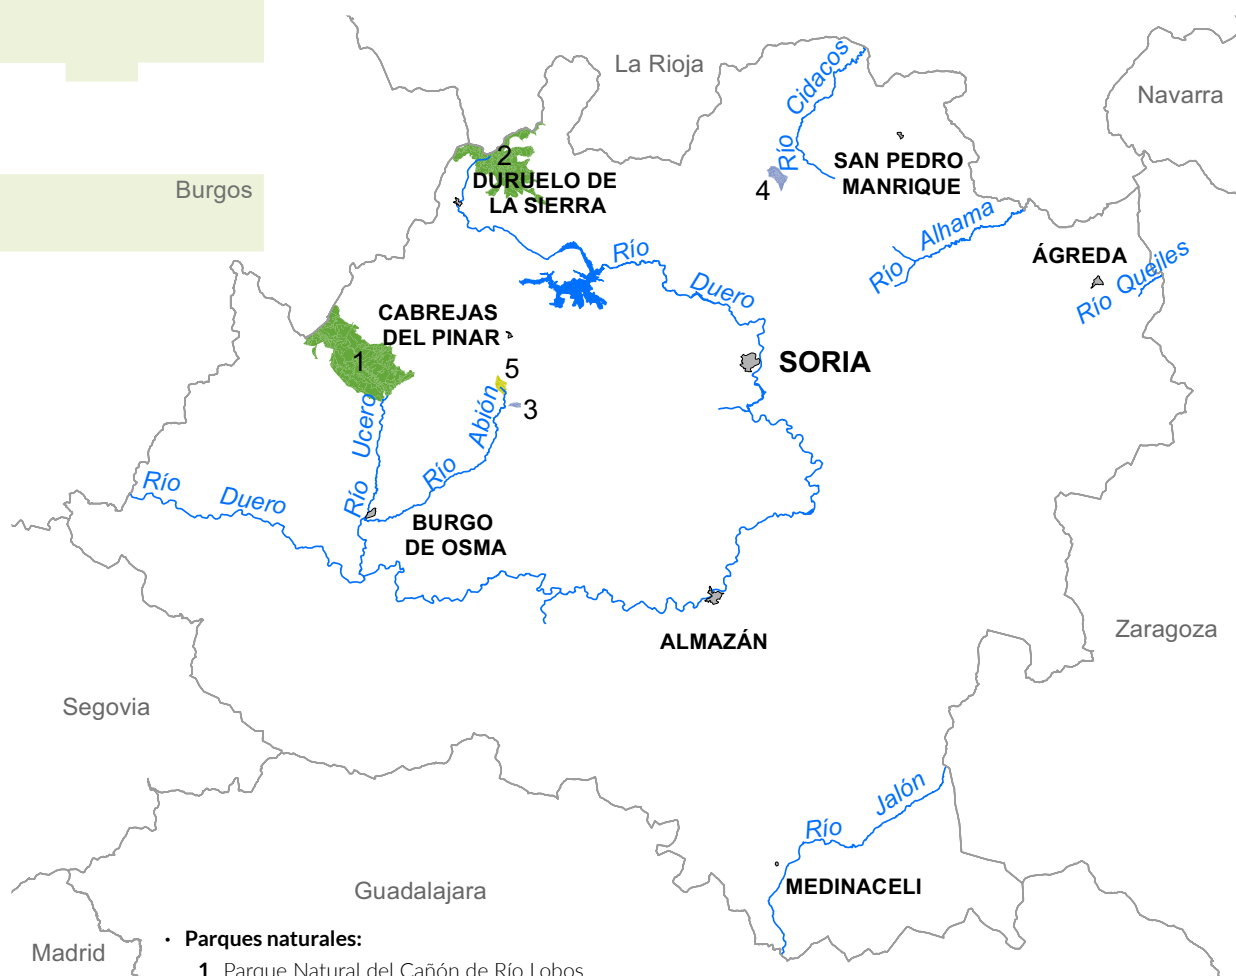 La Rioja
Navarra
Río Cidacos
2
DURUELO DE
LA SIERRA
4
SAN PEDRO
MANRIQUE
Burgos
Río Alhama
ÁGREDA
Río Queiles
Río Duero
CABREJAS
DEL PINAR
1
5
3
SORIA
Río Ucero
Río Abión
Río Duero
BURGO
DE OSMA
ALMAZÁN
Zaragoza
Segovia
Río Jalón
MEDINACELI
Guadalajara
Madrid
· Parques naturales:
1 Parque Natural del Cañón de Río Lobos